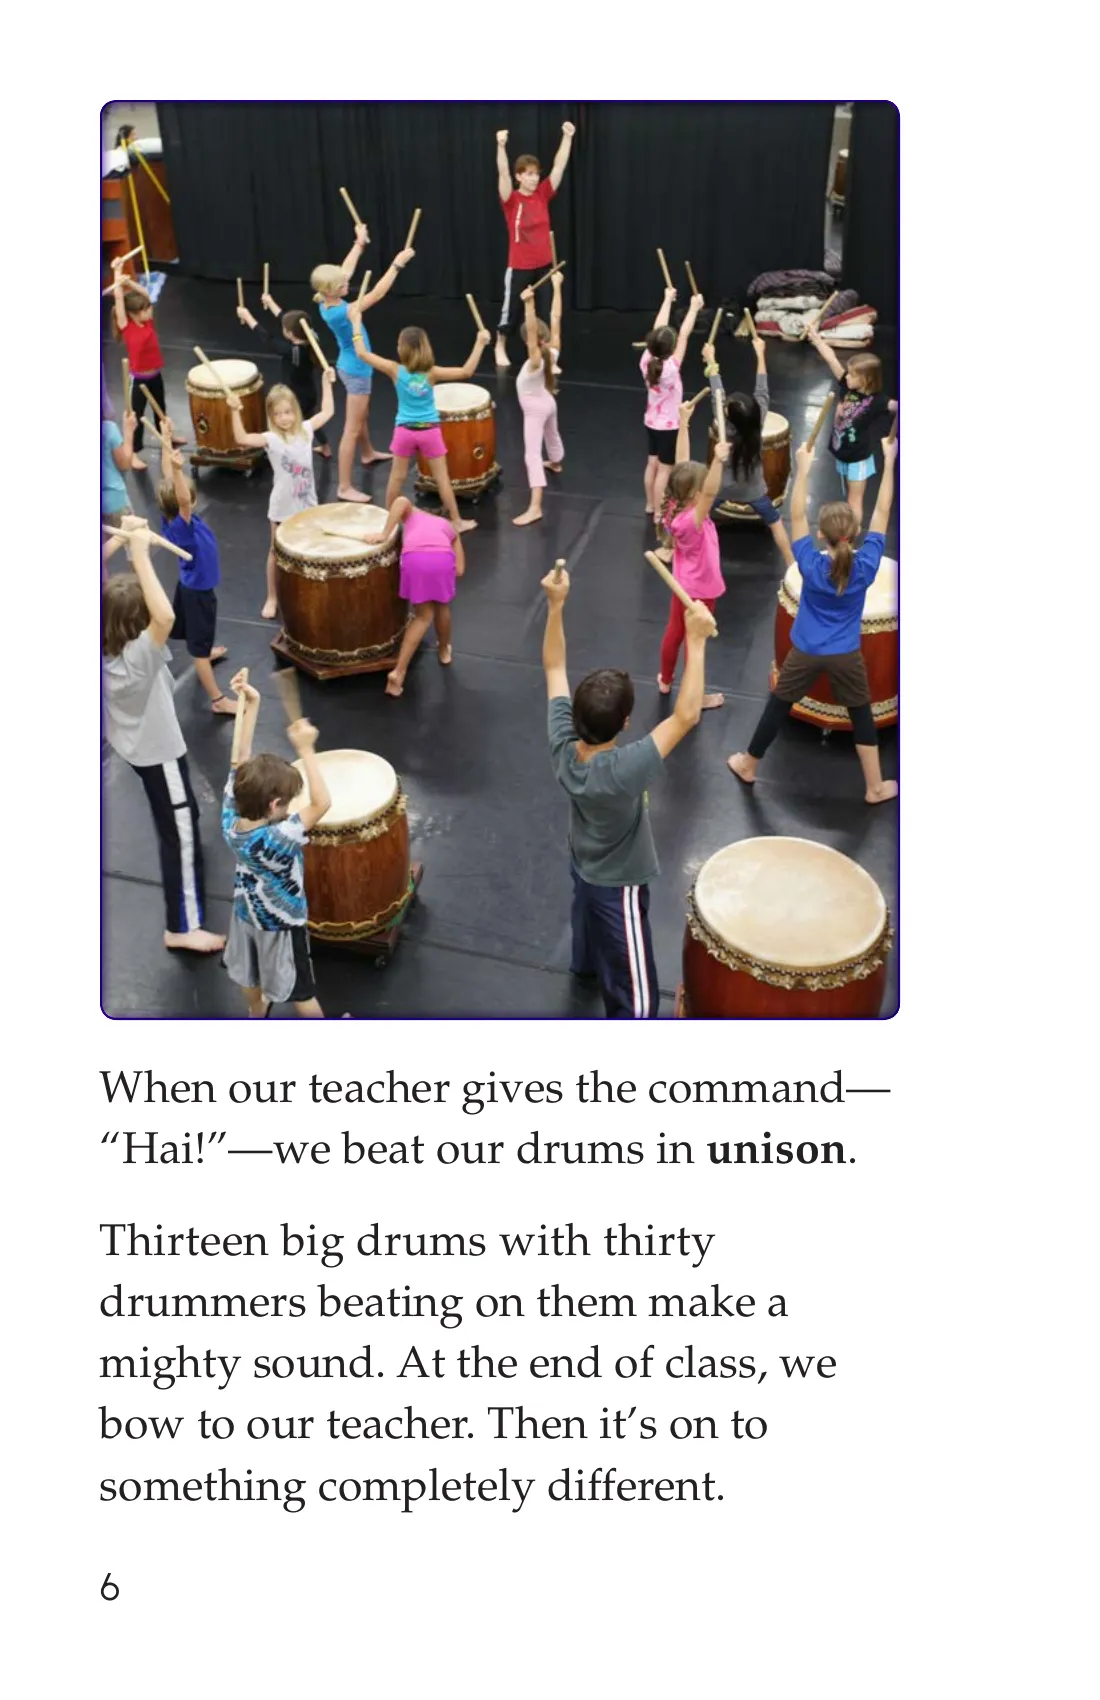 When our teacher gives the command—
“Hai!”—we beat our drums in unison.
Thirteen big drums with thirty
drummers beating on them make a
mighty sound. At the end of class, we
bow to our teacher. Then it’s on to
something completely different.
6